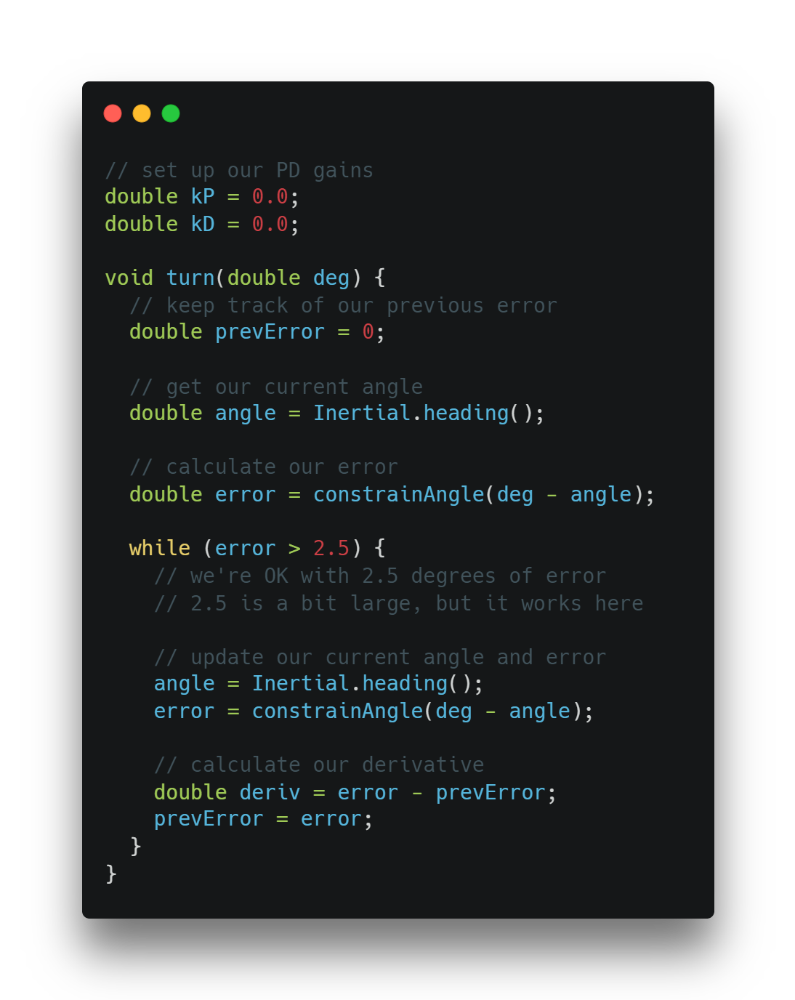 // set up our PD gains
double kP = 0.0;
double kD = 0.0;
void turn(double deg) {
// keep track of our previous error
double prevError = 0;
// get our current angle
double angle = Inertial.heading();
// calculate our error
double error = constrainAngle(deg - angle);
while (error > 2.5) {
// we're OK with 2.5 degrees of error
// 2.5 is a bit large, but it works here
// update our current angle and error
angle = Inertial.heading();
error = constrainAngle(deg - angle);
// calculate our derivative
double deriv = error - prevError;
prevError = error;
}
}